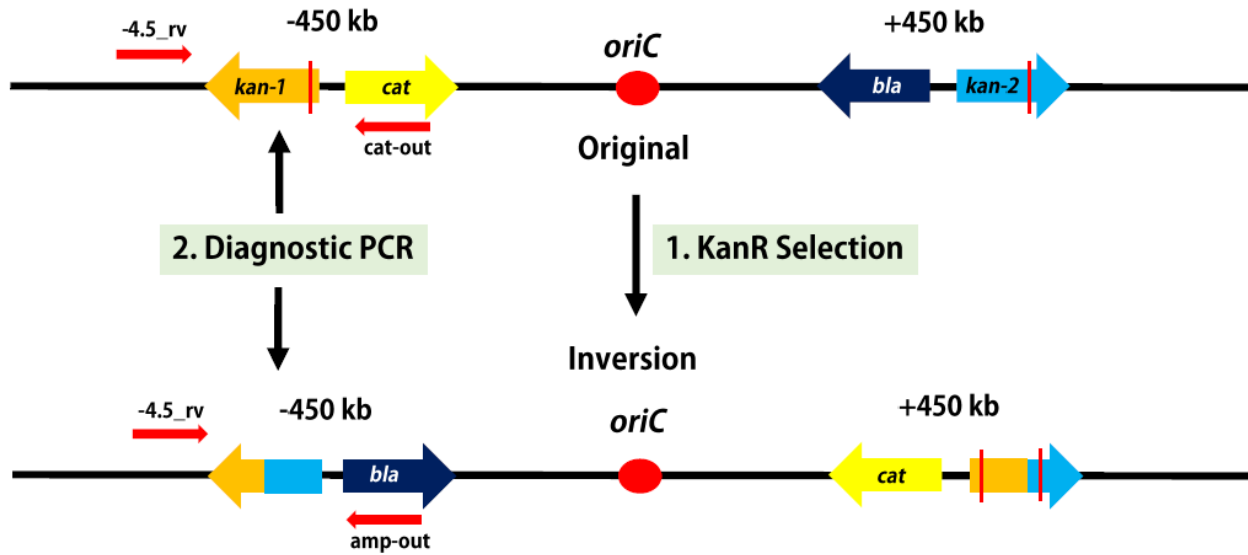 -4.5_rv
-450 kb
oriC
+450 kb
kan-1
cat
bla
kan-2
cat-out
Original
2. Diagnostic PCR
1. KanR Selection
Inversion
-4.5_rv
-450 kb
oriC
+450 kb
bla
cat
amp-out